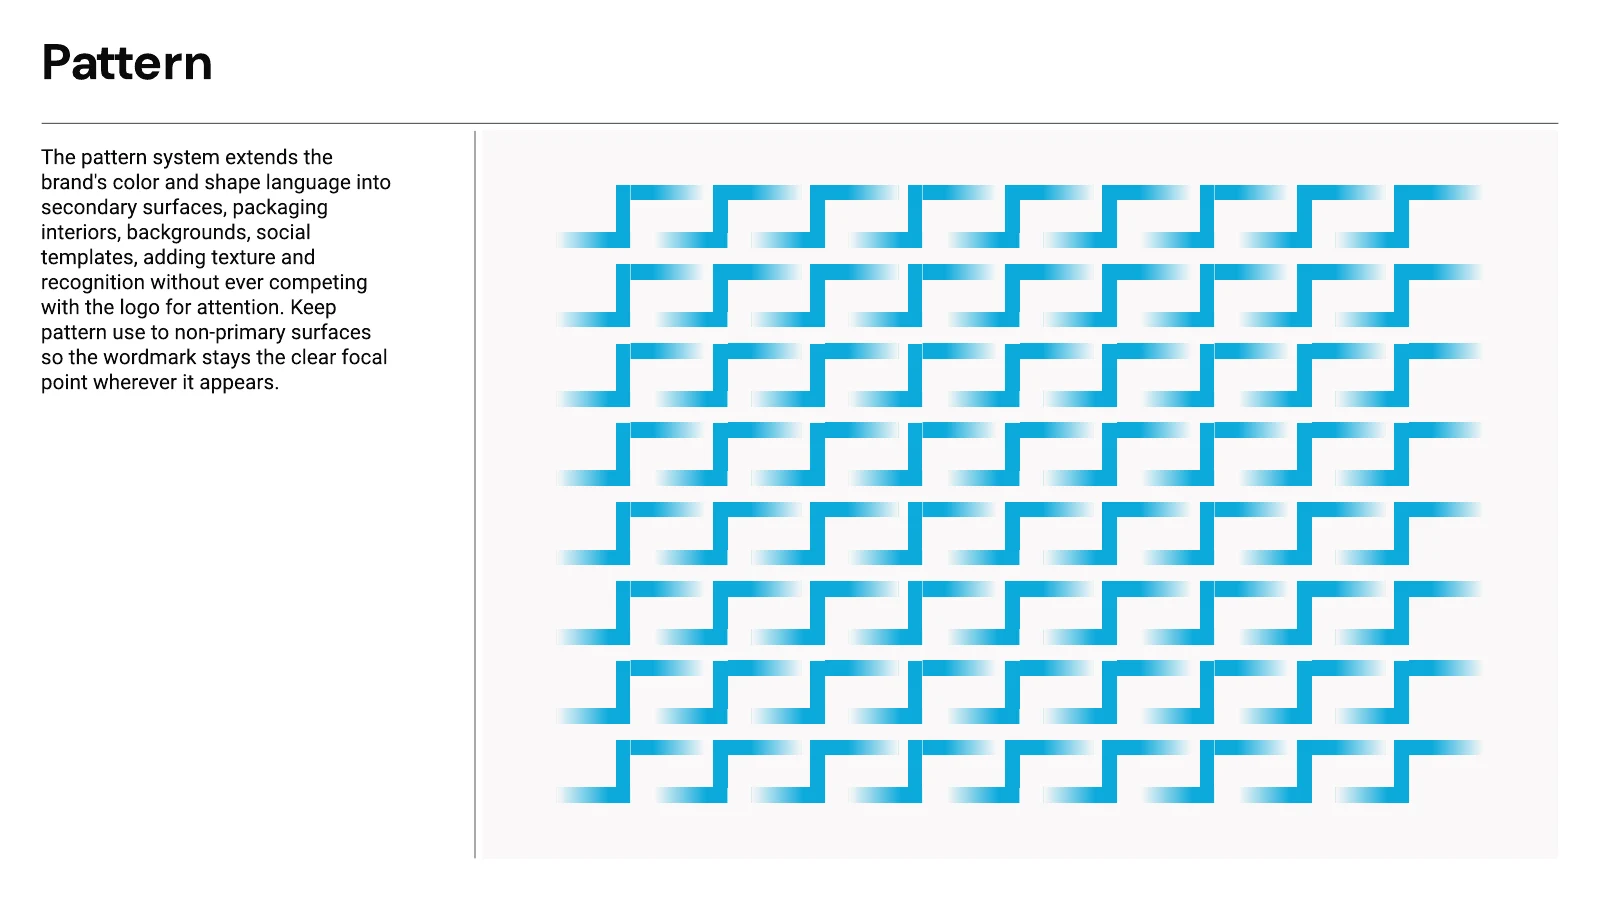 Pattern
The pattern system extends the
brand's color and shape language into
secondary surfaces, packaging
interiors, backgrounds, social
templates, adding texture and
recognition without ever competing
with the logo for attention. Keep
pattern use to non-primary surfaces
so the wordmark stays the clear focal
point wherever it appears.